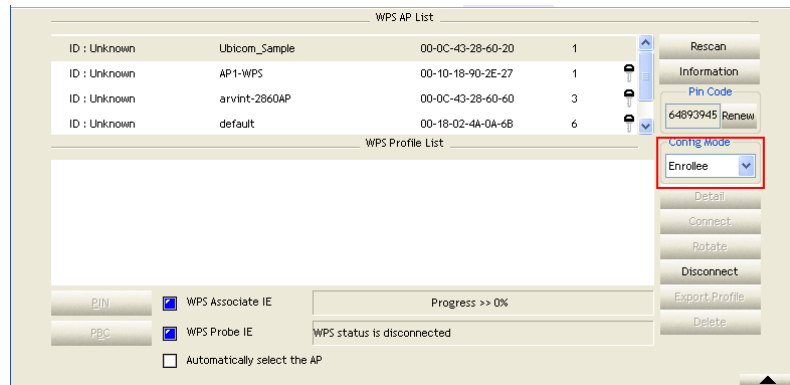 WPS AP List
ID : Unknown Ubicom_Sample 00-0C-43-28-60-20 1
ID : Unknown AP1-WPS 00-10-18-90-2E-27 1
ID : Unknown arvint-2860AP 00-0C-43-28-60-60 3
ID : Unknown default 00-18-02-4A-0A-6B 6
Rescan
Information
Pin Code
64893945 Renew
Config Mode
Enrollee
WPS Profile List
Detail
Connect
Rotate
Disconnect
Export Profile
Delete
PIN WPS Associate IE Progress >> 0%
PBC WPS Probe IE WPS status is disconnected
Automatically select the AP